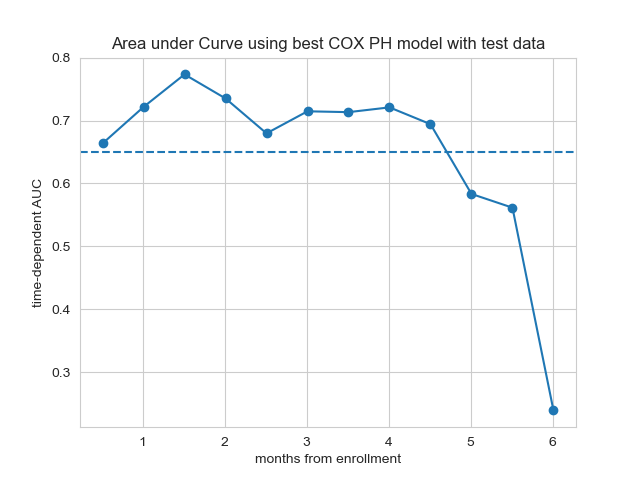 Area under Curve using best COX PH model with test data
time-dependent AUC
0.8
0.7
0.6
0.5
0.4
0.3
1 2 3 4 5 6
months from enrollment